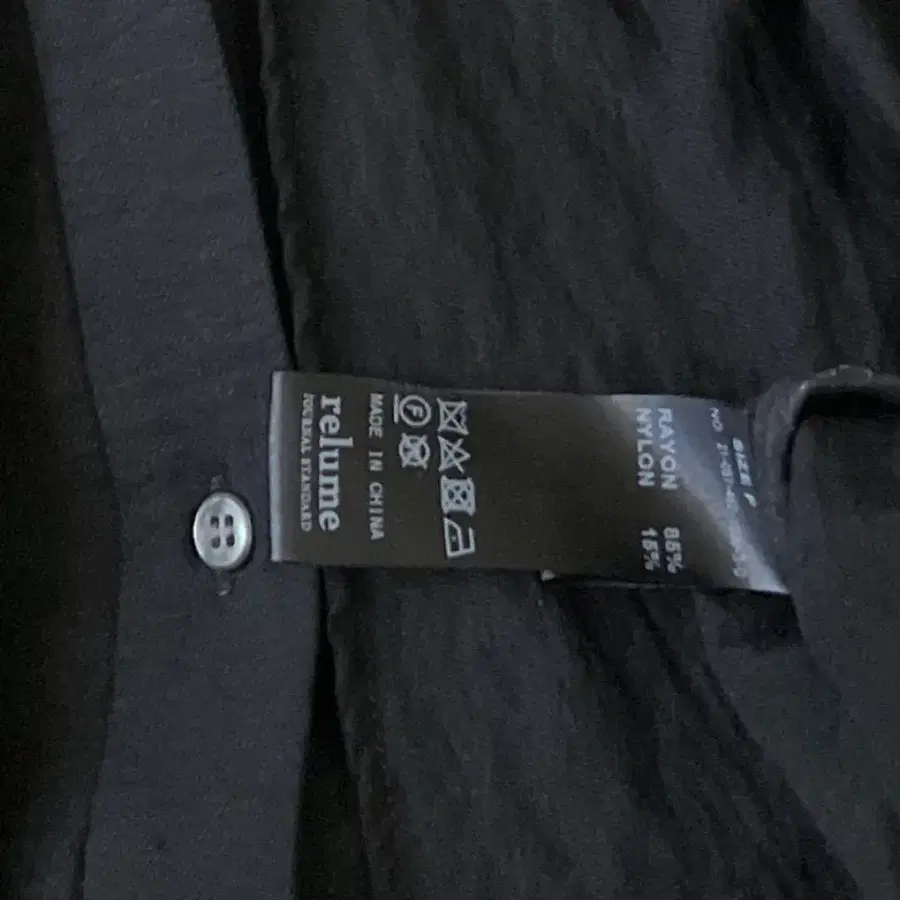 SIZE F
RAYON 85%
NYLON 15%
F
MADE IN CHINA
relume
JOURNAL STANDARD